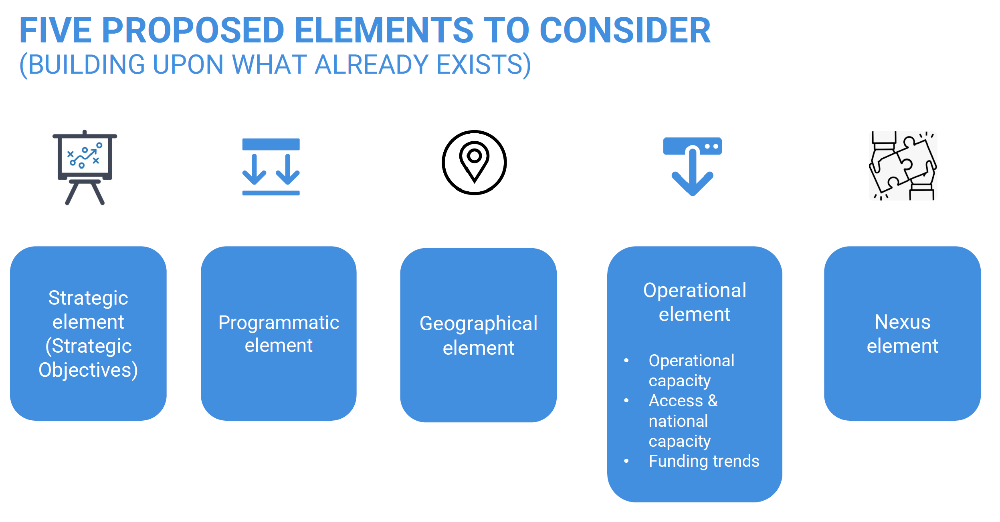 FIVE PROPOSED ELEMENTS TO CONSIDER
(BUILDING UPON WHAT ALREADY EXISTS)
Strategic
element
(Strategic
Objectives)
Programmatic
element
Geographical
element
Operational
element
• Operational
capacity
• Access &
national
capacity
• Funding trends
Nexus
element